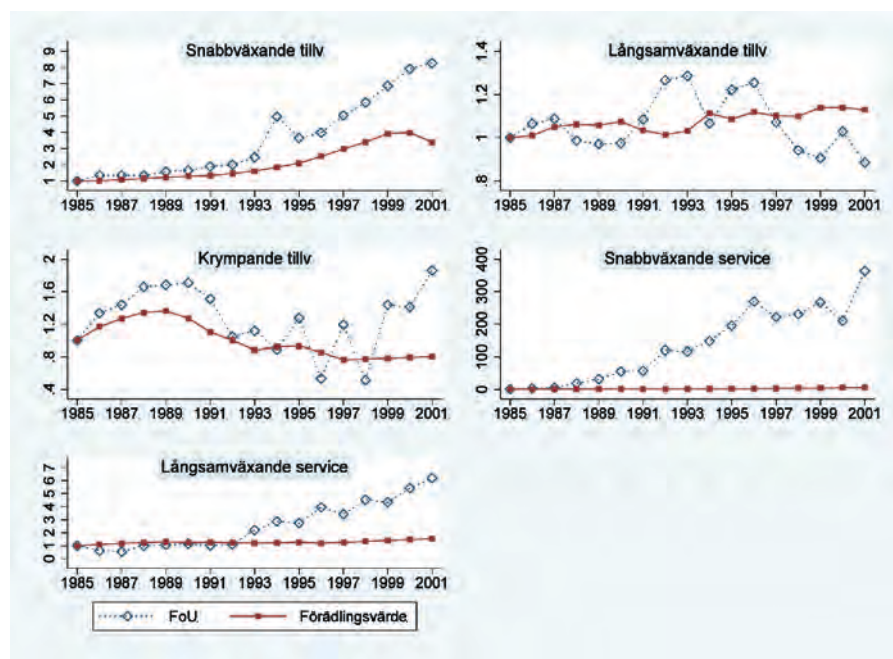 Snabbväxande tillv
1 2 3 4 5 6 7 8 9
1985 1987 1989 1991 1993 1995 1997 1999 2001
Långsamväxande tillv
.8 1 1.2 1.4
1985 1987 1989 1991 1993 1995 1997 1999 2001
Krympande tillv
.4 .8 1.2 1.6 2
1985 1987 1989 1991 1993 1995 1997 1999 2001
Snabbväxande service
0 100 200 300 400
1985 1987 1989 1991 1993 1995 1997 1999 2001
Långsamväxande service
0 1 2 3 4 5 6 7
1985 1987 1989 1991 1993 1995 1997 1999 2001
FoU
Förädlingsvärde